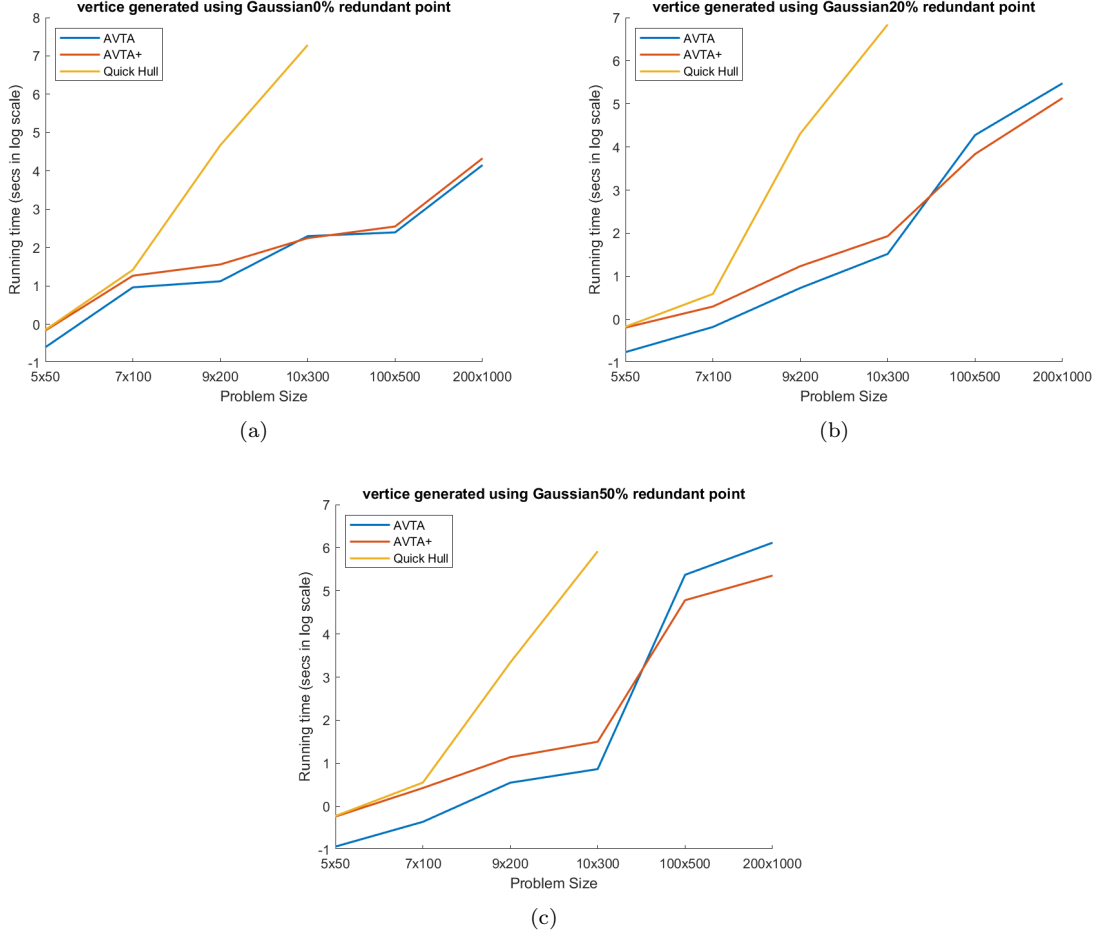 vertice generated using Gaussian0% redundant point
8
7
6
5
4
3
2
1
0
-1
Running time (secs in log scale)
AVTA
AVTA+
Quick Hull
5x50
7x100
9x200
10x300
100x500
200x1000
Problem Size
(a)
vertice generated using Gaussian20% redundant point
7
6
5
4
3
2
1
0
-1
Running time (secs in log scale)
AVTA
AVTA+
Quick Hull
5x50
7x100
9x200
10x300
100x500
200x1000
Problem Size
(b)
vertice generated using Gaussian50% redundant point
7
6
5
4
3
2
1
0
-1
Running time (secs in log scale)
AVTA
AVTA+
Quick Hull
5x50
7x100
9x200
10x300
100x500
200x1000
Problem Size
(c)